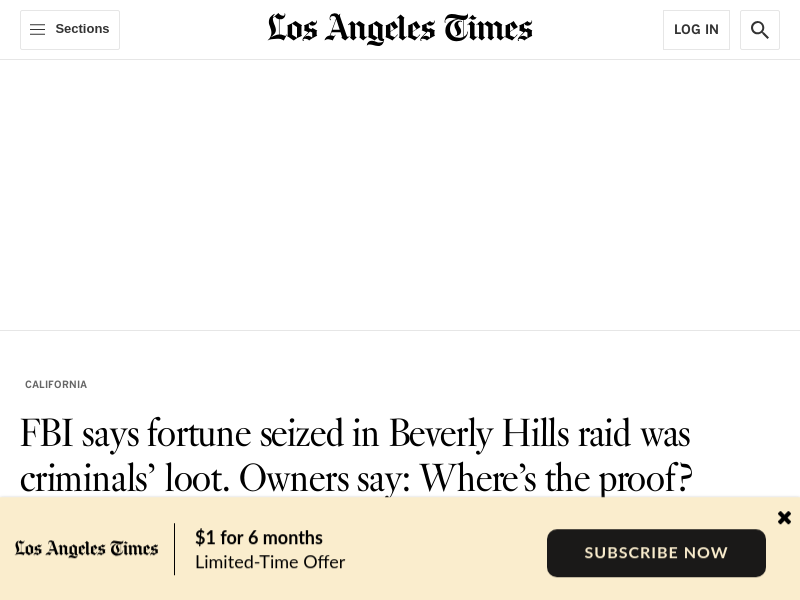 Sections
Los Angeles Times
LOG IN
CALIFORNIA
FBI says fortune seized in Beverly Hills raid was
criminals’ loot. Owners say: Where’s the proof?
Los Angeles Times
$1 for 6 months
Limited-Time Offer
SUBSCRIBE NOW